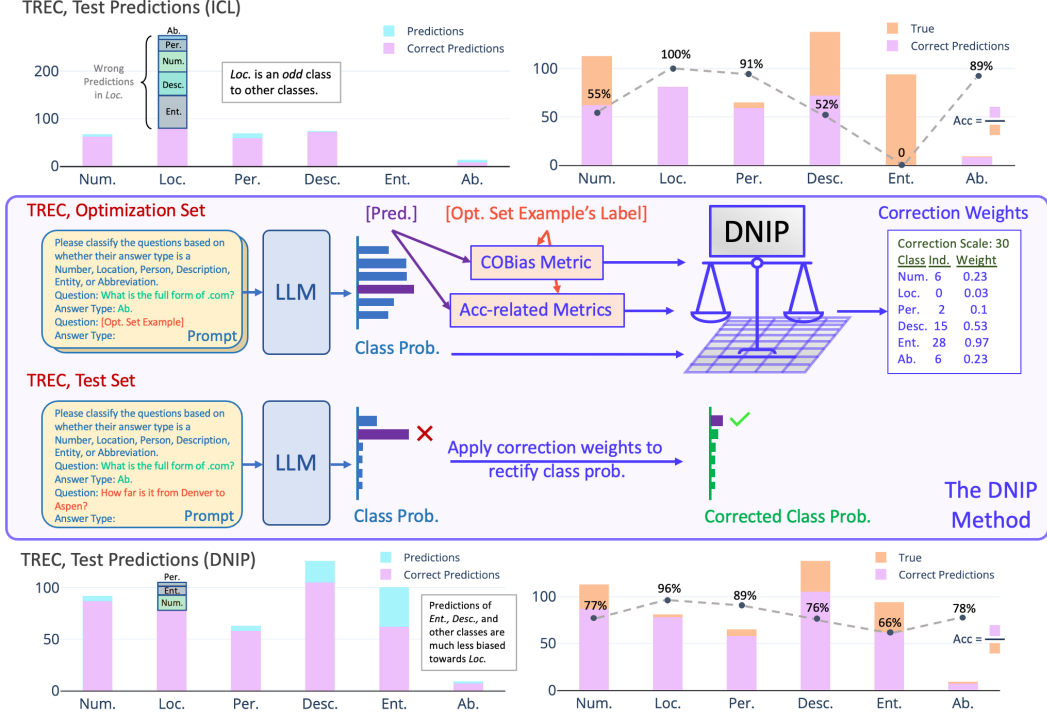 TREC, Test Predictions (ICL)
Predictions
Correct Predictions
200
100
0
Wrong
Predictions
in Loc.
Ab.
Per.
Num.
Desc.
Ent.
Loc. is an odd class
to other classes.
Num.
Loc.
Per.
Desc.
Ent.
Ab.
True
Correct Predictions
100
50
0
55%
100%
91%
52%
0
89%
Acc =
Num.
Loc.
Per.
Desc.
Ent.
Ab.
TREC, Optimization Set
Please classify the questions based on
whether their answer type is a
Number, Location, Person, Description,
Entity, or Abbreviation.
Question: What is the full form of .com?
Answer Type: Ab.
Question: [Opt. Set Example]
Answer Type:
Prompt
LLM
[Pred.]
[Opt. Set Example's Label]
COBias Metric
Acc-related Metrics
Class Prob.
DNIP
Correction Weights
Correction Scale: 30
Class Ind. Weight
Num. 6 0.23
Loc. 0 0.03
Per. 2 0.1
Desc. 15 0.53
Ent. 28 0.97
Ab. 6 0.23
TREC, Test Set
Please classify the questions based on
whether their answer type is a
Number, Location, Person, Description,
Entity, or Abbreviation.
Question: What is the full form of .com?
Answer Type: Ab.
Question: How far is it from Denver to
Aspen?
Answer Type:
Prompt
LLM
Class Prob.
Apply correction weights to
rectify class prob.
Corrected Class Prob.
The DNIP
Method
TREC, Test Predictions (DNIP)
Predictions
Correct Predictions
100
50
0
Per.
Ent.
Num.
Predictions of
Ent., Desc., and
other classes are
much less biased
towards Loc.
Num.
Loc.
Per.
Desc.
Ent.
Ab.
True
Correct Predictions
100
50
0
77%
96%
89%
76%
66%
78%
Acc =
Num.
Loc.
Per.
Desc.
Ent.
Ab.